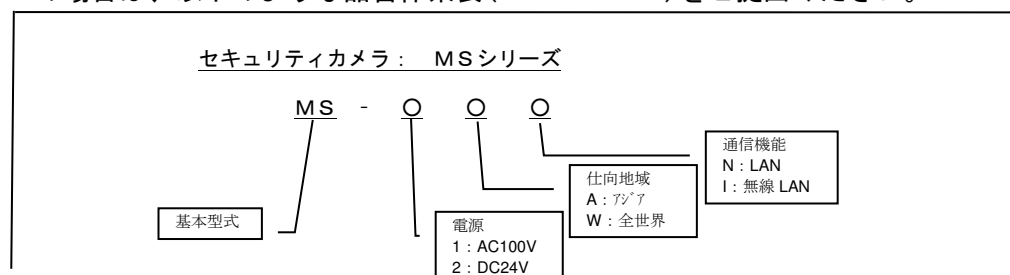 セキュリティカメラ： ＭＳシリーズ
ＭＳ － ○ ○ ○
通信機能
N：LAN
I：無線 LAN
仕向地域
A：ｱｼﾞｱ
W：全世界
基本型式
電源
1：AC100V
2：DC24V